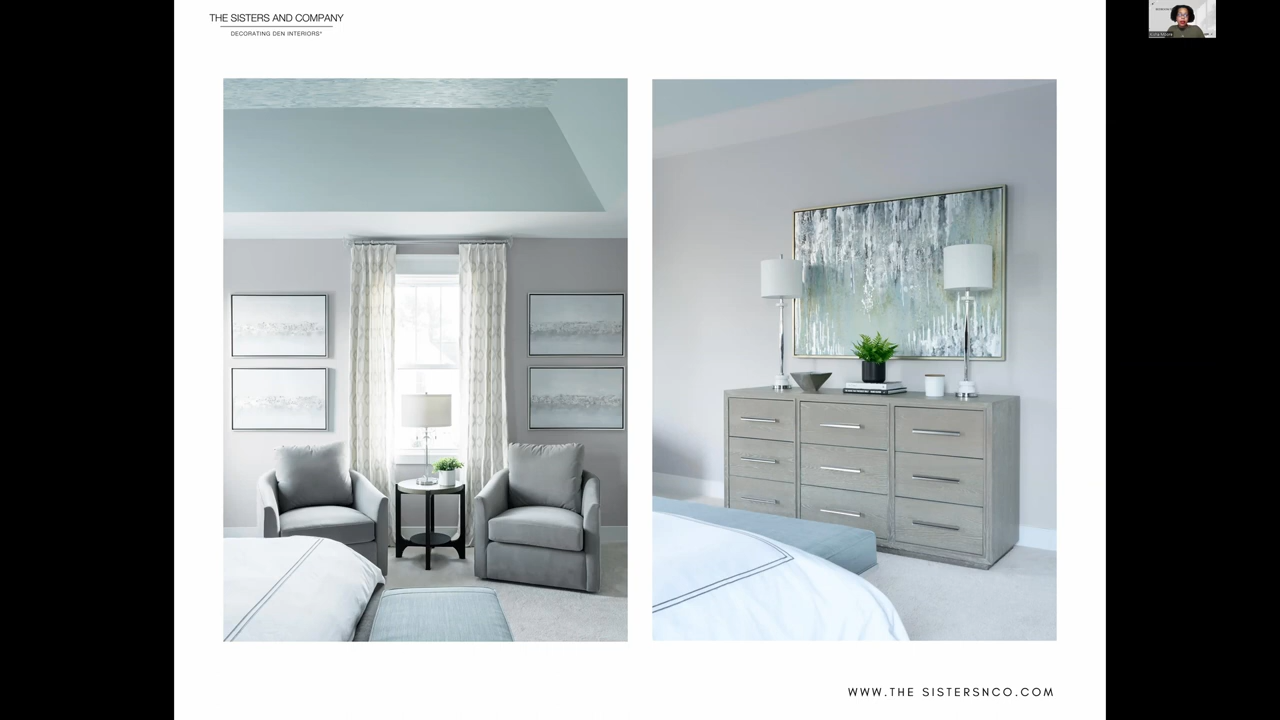 THE SISTERS AND COMPANY
DECORATING DEN INTERIORS®
WWW.THE SISTERSNCO.COM